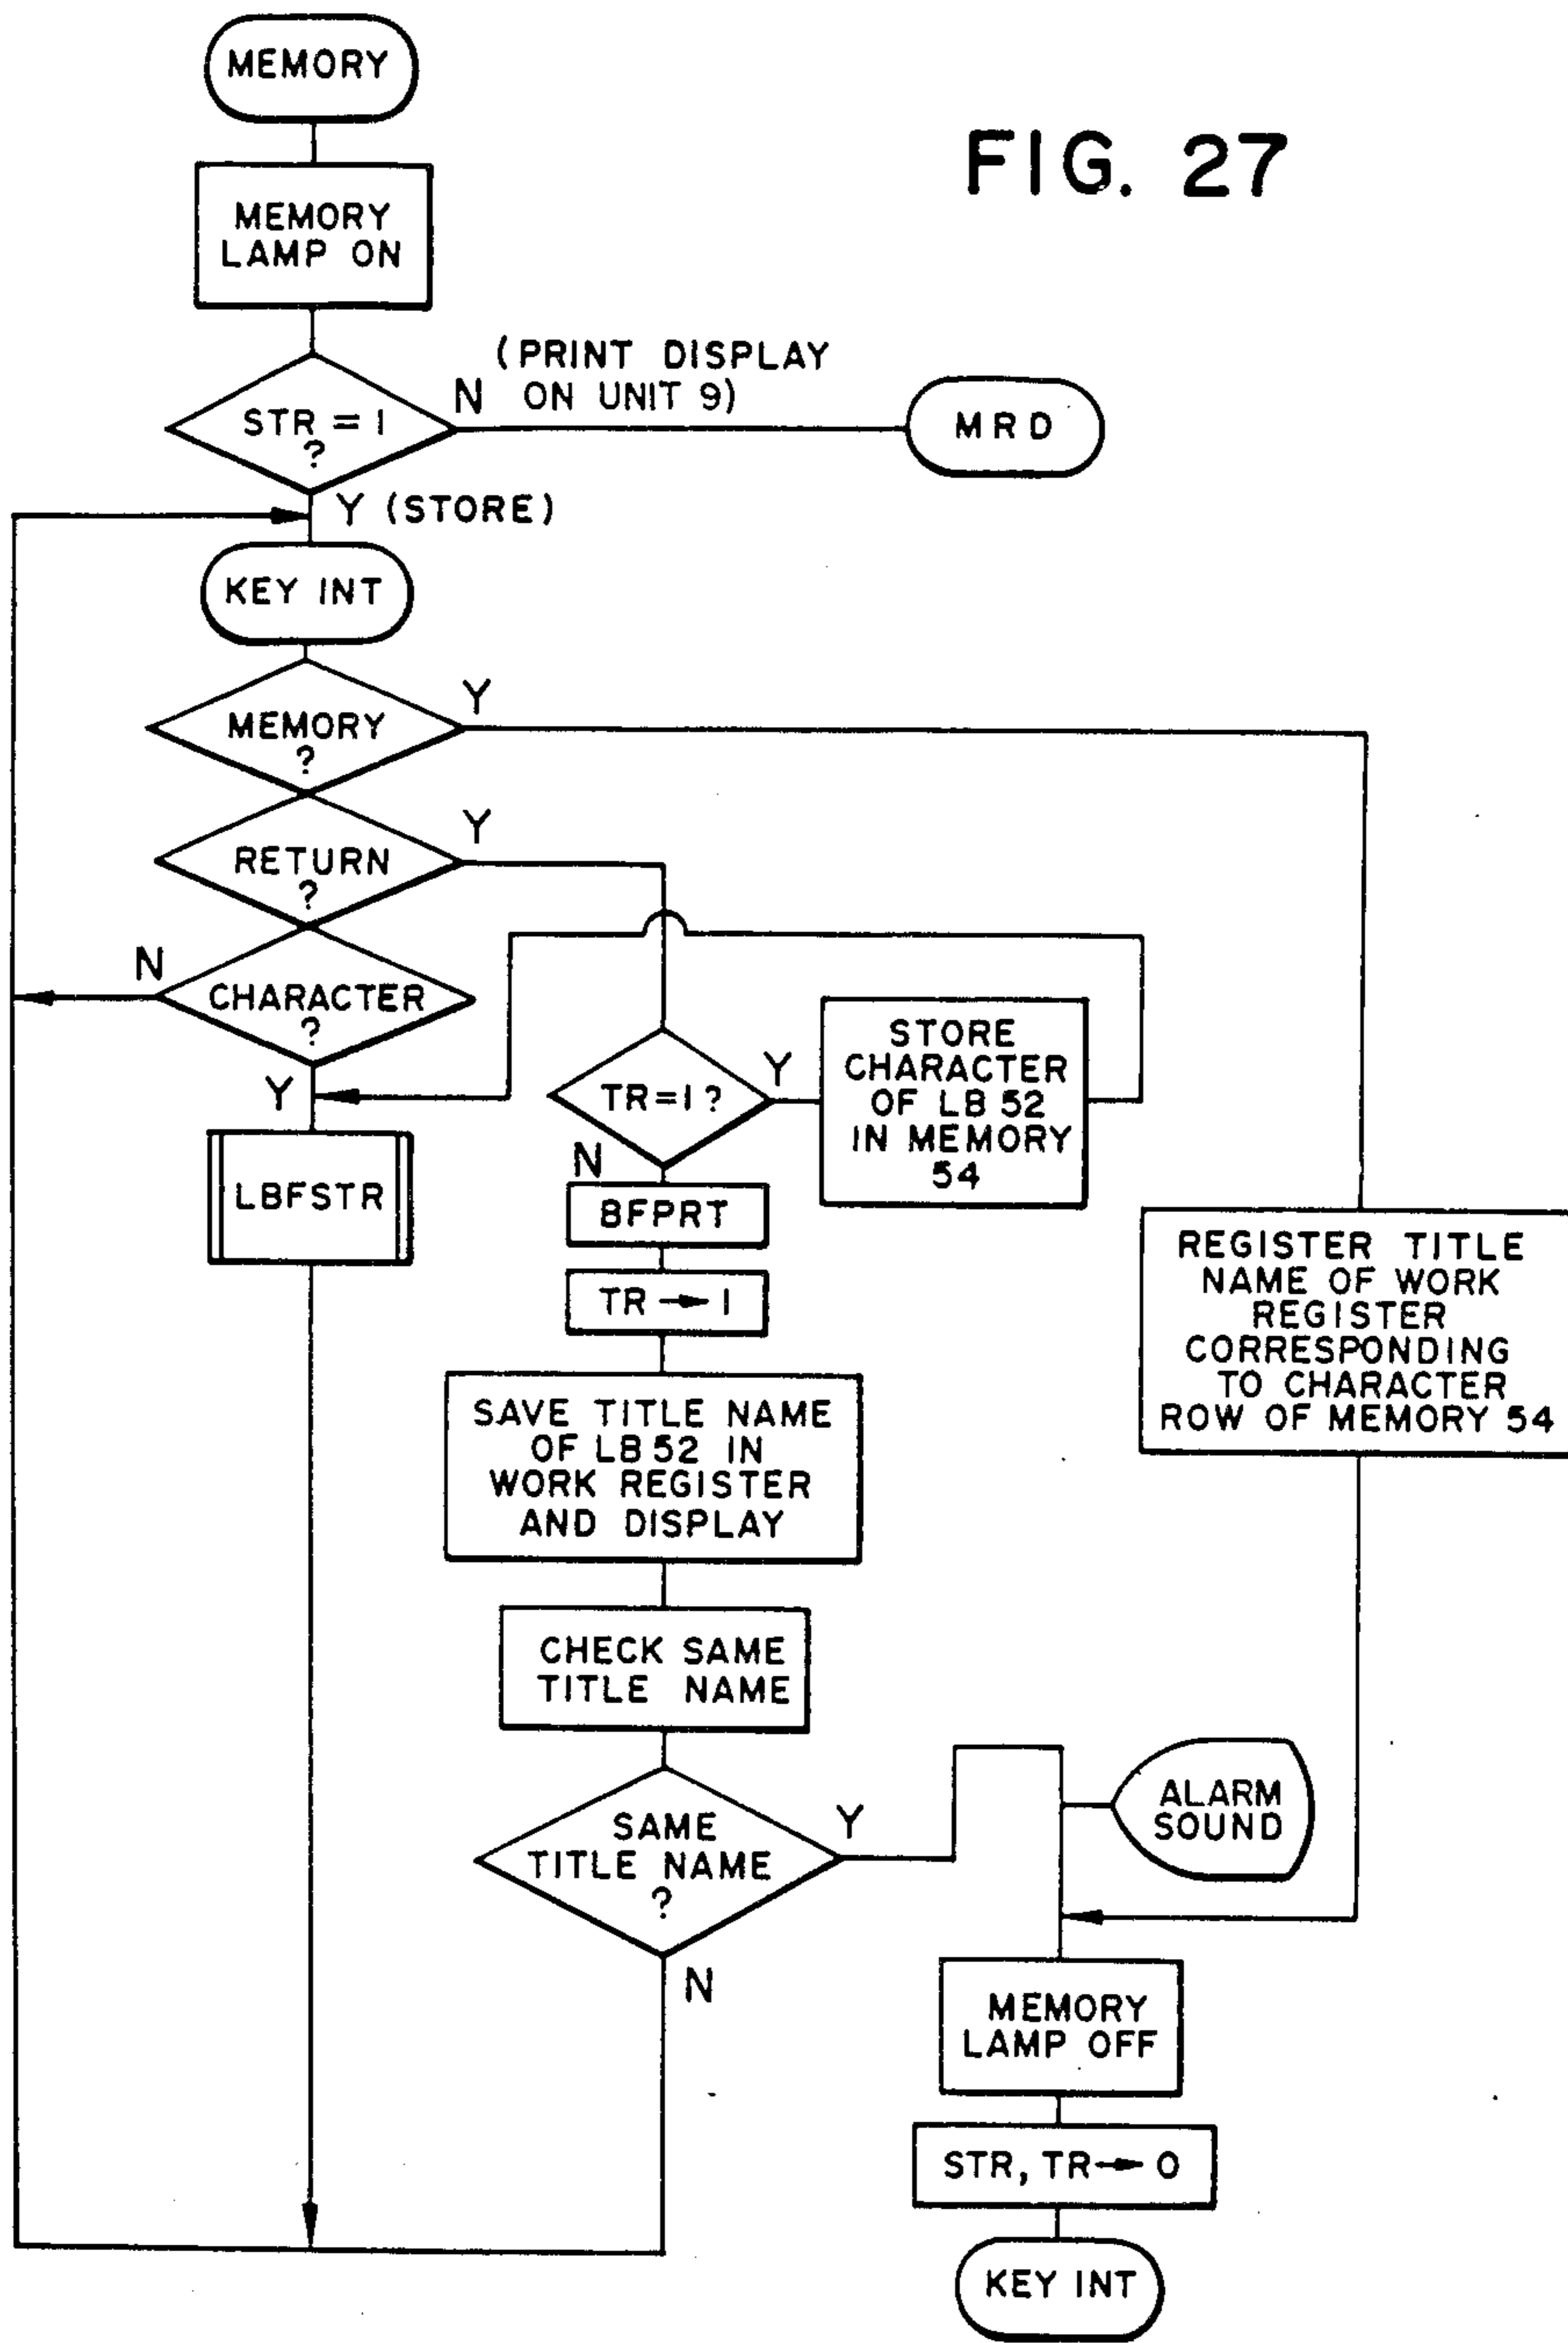 MEMORY
FIG. 27
MEMORY
LAMP ON
(PRINT DISPLAY
ON UNIT 9)
N
STR = 1
?
MRD
Y (STORE)
KEY INT
Y
MEMORY
?
Y
RETURN
?
N
CHARACTER
?
Y
LBFSTR
TR=1?
Y
STORE
CHARACTER
OF LB 52
IN MEMORY
54
N
BFPRT
TR → 1
SAVE TITLE NAME
OF LB 52 IN
WORK REGISTER
AND DISPLAY
REGISTER TITLE
NAME OF WORK
REGISTER
CORRESPONDING
TO CHARACTER
ROW OF MEMORY 54
CHECK SAME
TITLE NAME
SAME
TITLE NAME
?
Y
ALARM
SOUND
N
MEMORY
LAMP OFF
STR, TR → 0
KEY INT